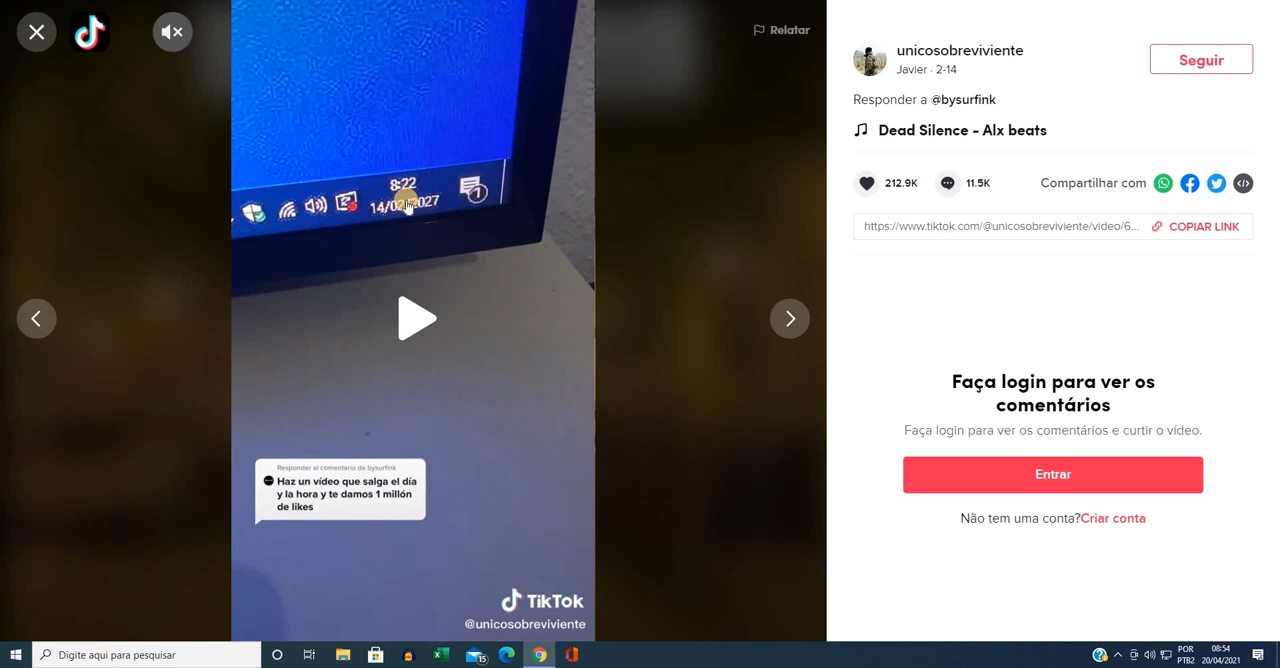 Relatar
8:22
14/02/2027
1
Responder al comentario de bysurfink
Haz un vídeo que salga el día
y la hora y te damos 1 millón
de likes
TikTok
@unicosobreviviente
unicosobreviviente
Javier · 2-14
Seguir
Responder a @bysurfink
Dead Silence - Alx beats
212.9K
11.5K
Compartilhar com
https://www.tiktok.com/@unicosobreviviente/video/6...
COPIAR LINK
Faça login para ver os
comentários
Faça login para ver os comentários e curtir o vídeo.
Entrar
Não tem uma conta?Criar conta
Digite aqui para pesquisar
15
POR
PTB2
08:54
20/04/2021